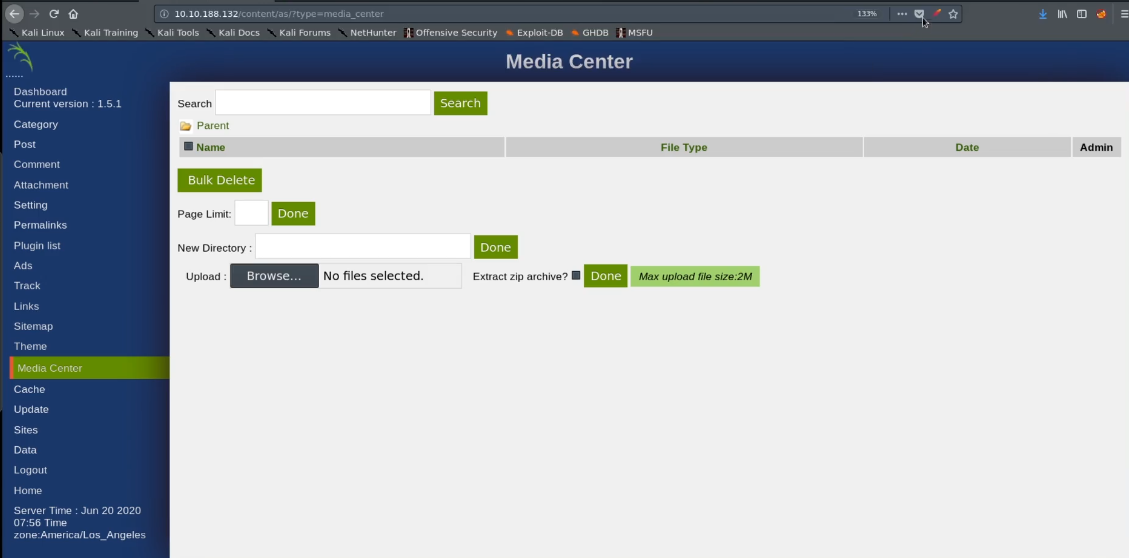 10.10.188.132/content/as/?type=media_center
133%
Kali Linux Kali Training Kali Tools Kali Docs Kali Forums NetHunter Offensive Security Exploit-DB GHDB MSFU
......
Media Center
Dashboard
Current version : 1.5.1
Category
Post
Comment
Attachment
Setting
Permalinks
Plugin list
Ads
Track
Links
Sitemap
Theme
Media Center
Cache
Update
Sites
Data
Logout
Home
Server Time : Jun 20 2020
07:56 Time
zone:America/Los_Angeles
Search Search
Parent
Name File Type Date Admin
Bulk Delete
Page Limit: Done
New Directory : Done
Upload : Browse... No files selected. Extract zip archive? Done Max upload file size:2M